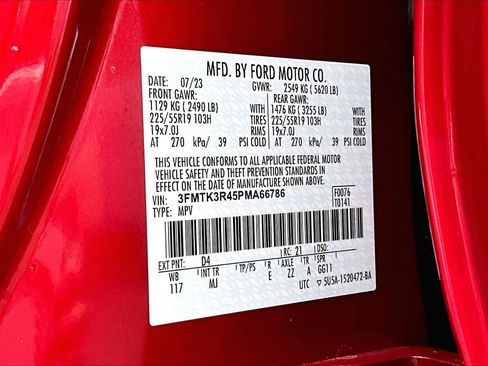 MFD. BY FORD MOTOR CO.
DATE: 07/23 GVWR: 2549 KG ( 5620 LB)
FRONT GAWR: REAR GAWR:
1129 KG ( 2490 LB) WITH 1476 KG ( 3255 LB) WITH
225/55R19 103H TIRES 225/55R19 103H TIRES
19x7.0J RIMS 19x7.0J RIMS
AT 270 kPa/ 39 PSI AT 270 kPa/ 39 PSI
THIS VEHICLE CONFORMS TO ALL APPLICABLE FEDERAL MOTOR
VEHICLE SAFETY AND THEFT PREVENTION STANDARDS IN
EFFECT ON THE DATE OF MANUFACTURE SHOWN ABOVE.
VIN: 3FMTK3R45PMA66786 F0076
TYPE: MPV T0141
EXT PNT: D4 RC: 21 DSO:
WB INT TR TP/PS R AXLE TR SPR
117 MJ E ZZ A GG11
UTC ▽ SU5A-1520472-BA